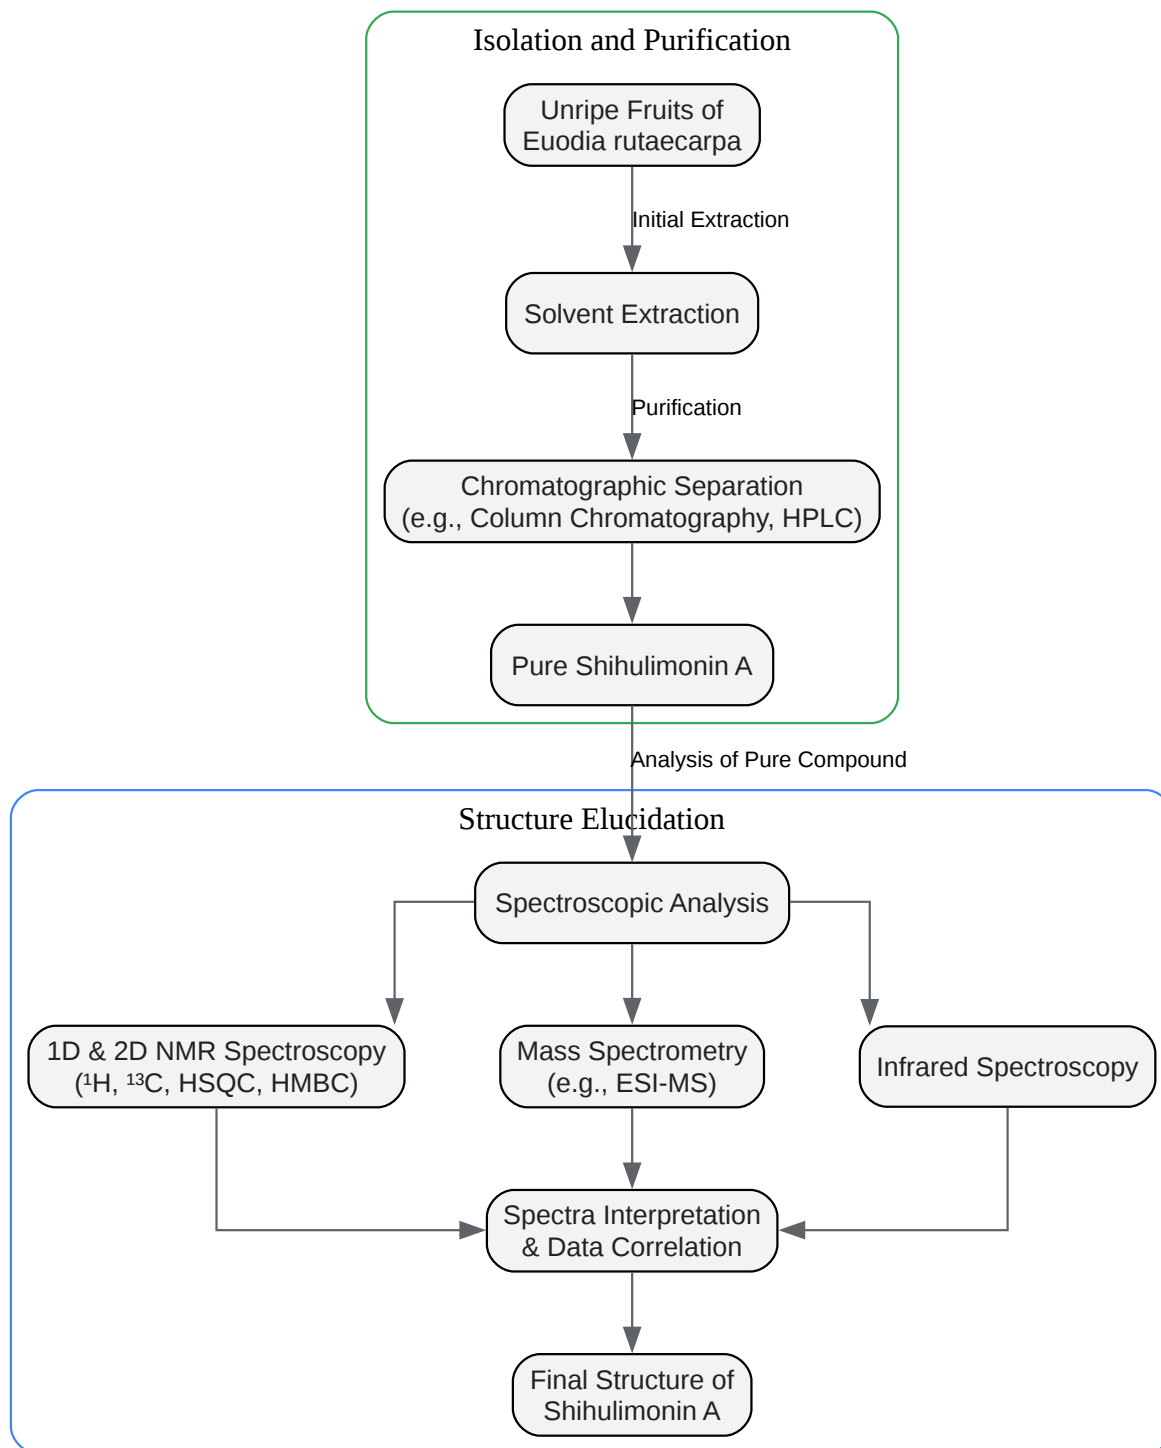 Isolation and Purification
Unripe Fruits of
Euodia rutaecarpa
Initial Extraction
Solvent Extraction
Purification
Chromatographic Separation
(e.g., Column Chromatography, HPLC)
Pure Shihulimonin A
Analysis of Pure Compound
Structure Elucidation
Spectroscopic Analysis
1D & 2D NMR Spectroscopy
(¹H, ¹³C, HSQC, HMBC)
Mass Spectrometry
(e.g., ESI-MS)
Infrared Spectroscopy
Spectra Interpretation
& Data Correlation
Final Structure of
Shihulimonin A